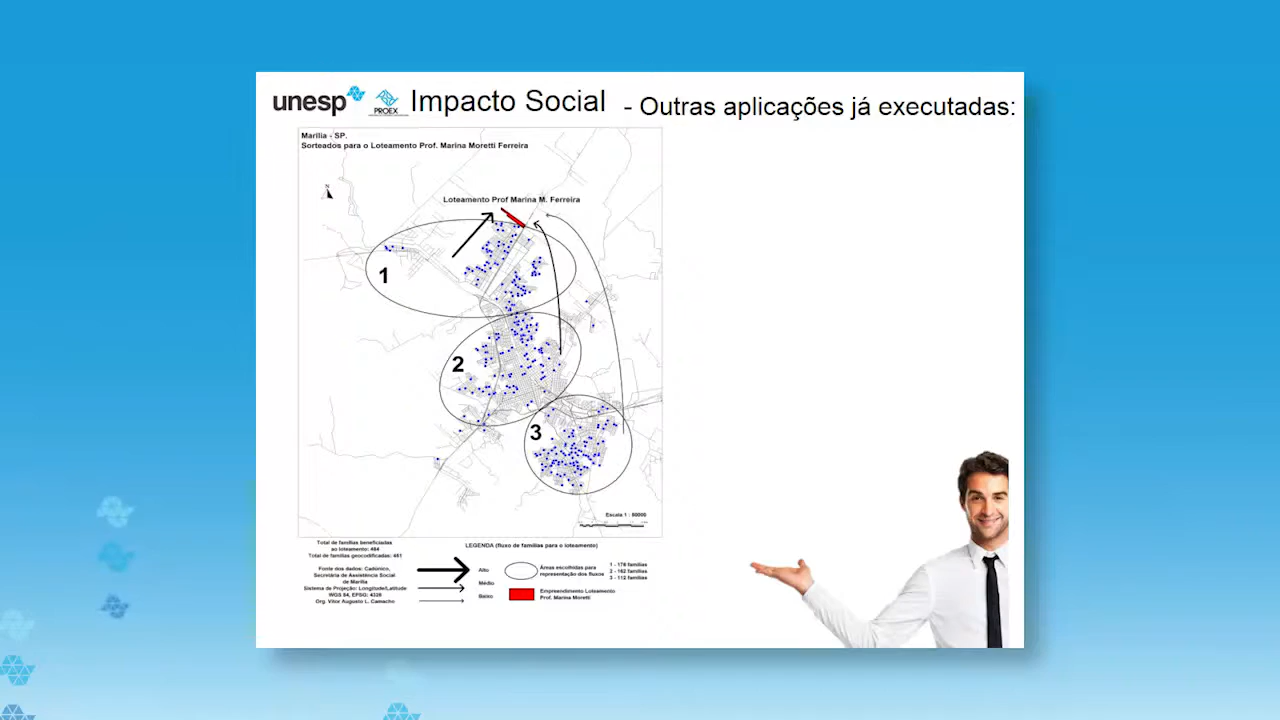 unesp
PROEX
Impacto Social - Outras aplicações já executadas:
Marília - SP.
Sorteados para o Loteamento Prof. Marina Moretti Ferreira
N
Loteamento Prof Marina M. Ferreira
1
2
3
Escala 1 : 80000
Total de famílias beneficiadas
ao loteamento: 464
Total de famílias geocodificadas: 451
Fonte dos dados: Cadúnico,
Secretaria de Assistência Social
de Marília
Sistema de Projeção: Longitude/Latitude
WGS 84, EPSG: 4326
Org. Vitor Augusto L. Camacho
LEGENDA (fluxo de famílias para o loteamento)
Alto
Médio
Baixo
Áreas escolhidas para
representação dos fluxos
1 - 176 famílias
2 - 162 famílias
3 - 112 famílias
Empreendimento Loteamento
Prof. Marina Moretti